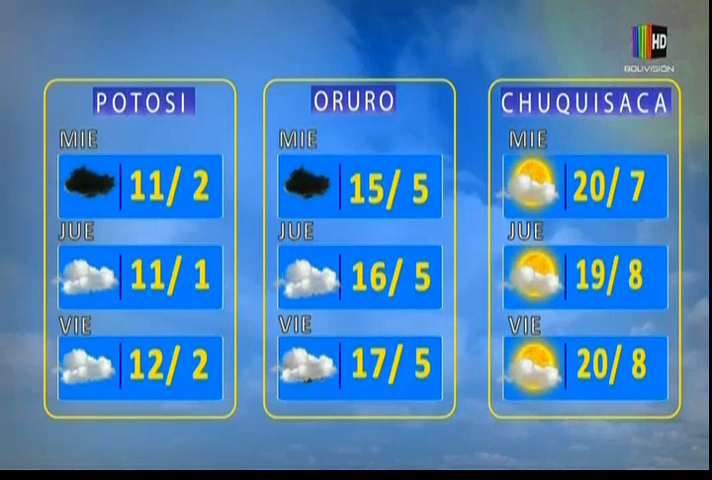 HD
BOLIVISIÓN
POTOSI
MIE
11/ 2
JUE
11/ 1
VIE
12/ 2
ORURO
MIE
15/ 5
JUE
16/ 5
VIE
17/ 5
CHUQUISACA
MIE
20/ 7
JUE
19/ 8
VIE
20/ 8